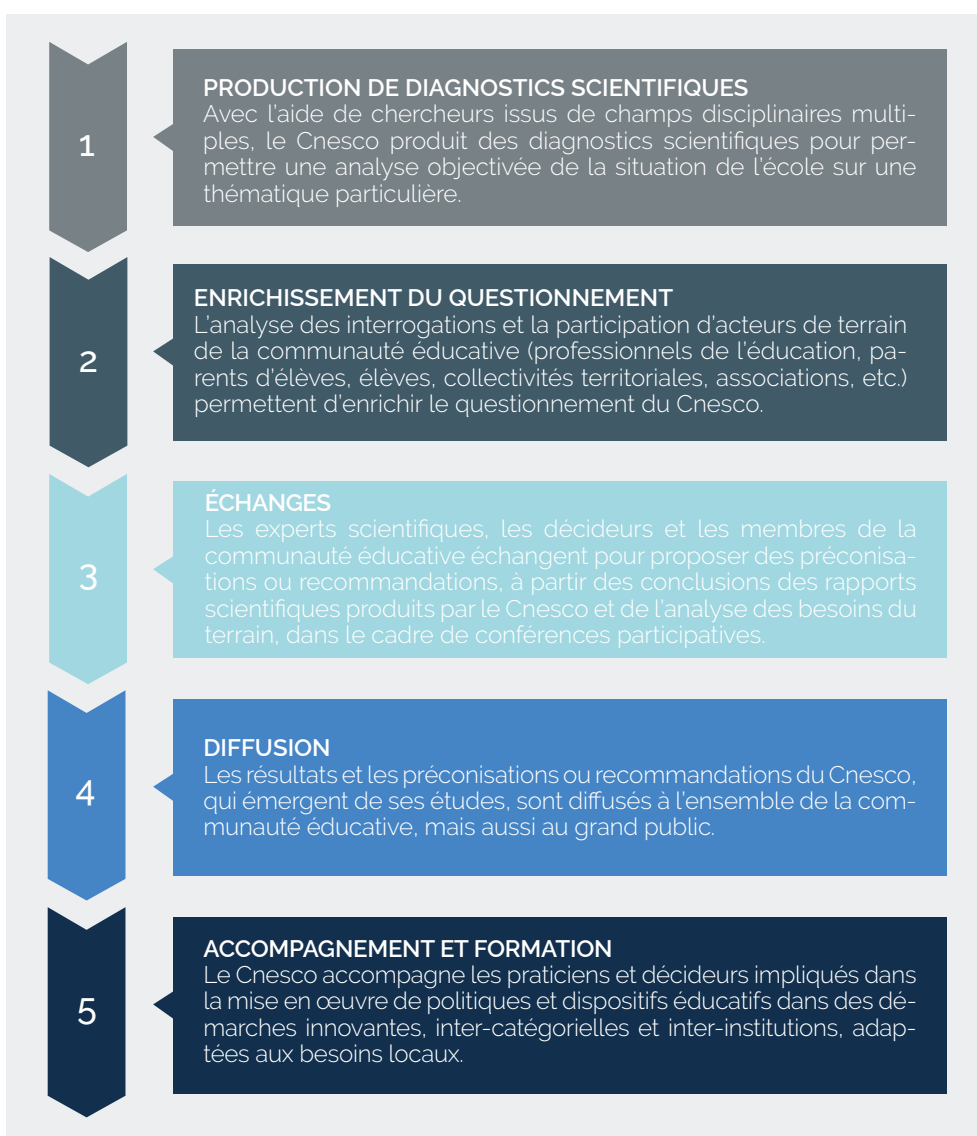 1
PRODUCTION DE DIAGNOSTICS SCIENTIFIQUES
Avec l'aide de chercheurs issus de champs disciplinaires multi-
ples, le Cnesco produit des diagnostics scientifiques pour per-
mettre une analyse objectivée de la situation de l'école sur une
thématique particulière.
2
ENRICHISSEMENT DU QUESTIONNEMENT
L'analyse des interrogations et la participation d'acteurs de terrain
de la communauté éducative (professionnels de l'éducation, pa-
rents d'élèves, élèves, collectivités territoriales, associations, etc.)
permettent d'enrichir le questionnement du Cnesco.
3
ÉCHANGES
Les experts scientifiques, les décideurs et les membres de la
communauté éducative échangent pour proposer des préconisa-
tions ou recommandations, à partir des conclusions des rapports
scientifiques produits par le Cnesco et de l'analyse des besoins du
terrain, dans le cadre de conférences participatives.
4
DIFFUSION
Les résultats et les préconisations ou recommandations du Cnesco,
qui émergent de ses études, sont diffusés à l'ensemble de la com-
munauté éducative, mais aussi au grand public.
5
ACCOMPAGNEMENT ET FORMATION
Le Cnesco accompagne les praticiens et décideurs impliqués dans
la mise en œuvre de politiques et dispositifs éducatifs dans des dé-
marches innovantes, inter-catégorielles et inter-institutions, adap-
tées aux besoins locaux.